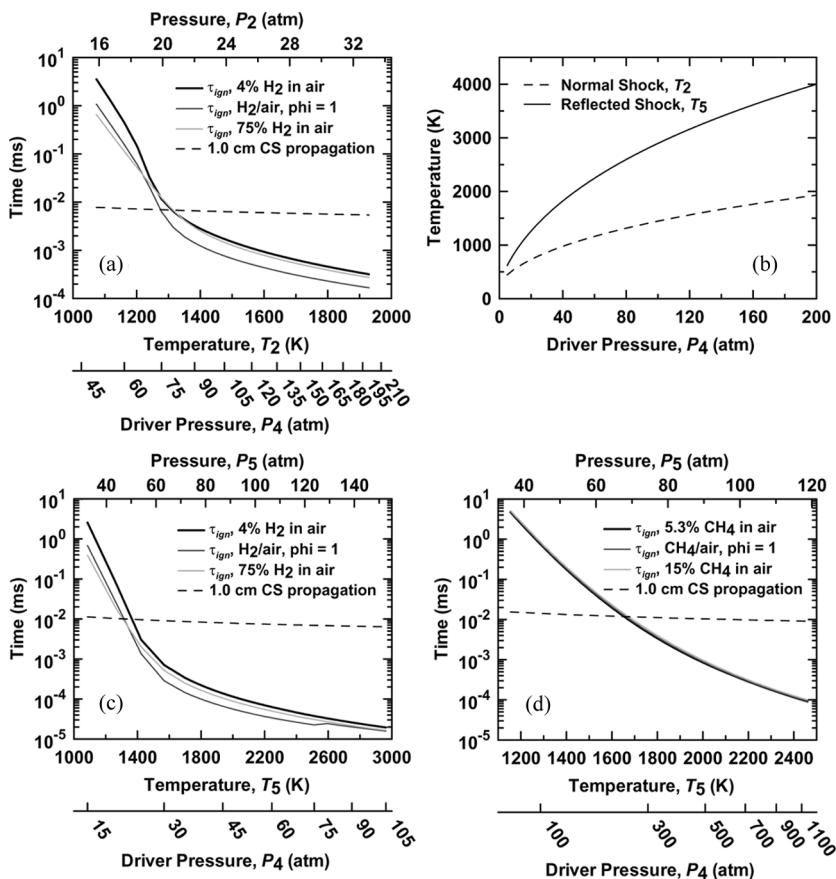 Pressure, P2 (atm)
16 20 24 28 32
10^1
10^0
10^-1
10^-2
10^-3
10^-4
Time (ms)
τign, 4% H2 in air
τign, H2/air, phi = 1
τign, 75% H2 in air
1.0 cm CS propagation
(a)
1000 1200 1400 1600 1800 2000
Temperature, T2 (K)
45 60 75 90 105 120 135 150 165 180 195 210
Driver Pressure, P4 (atm)
4000
3000
2000
1000
0
Temperature (K)
Normal Shock, T2
Reflected Shock, T5
(b)
0 40 80 120 160 200
Driver Pressure, P4 (atm)
Pressure, P5 (atm)
30 60 90 120 150
10^1
10^0
10^-1
10^-2
10^-3
10^-4
10^-5
Time (ms)
τign, 4% H2 in air
τign, H2/air, phi = 1
τign, 75% H2 in air
1.0 cm CS propagation
(c)
1000 1400 1800 2200 2600 3000
Temperature, T5 (K)
15 30 45 60 75 90 105
Driver Pressure, P4 (atm)
Pressure, P5 (atm)
40 60 80 100 120
10^1
10^0
10^-1
10^-2
10^-3
10^-4
10^-5
Time (ms)
τign, 5.3% CH4 in air
τign, CH4/air, phi = 1
τign, 15% CH4 in air
1.0 cm CS propagation
(d)
1200 1400 1600 1800 2000 2200 2400
Temperature, T5 (K)
100 300 500 700 900 1100
Driver Pressure, P4 (atm)